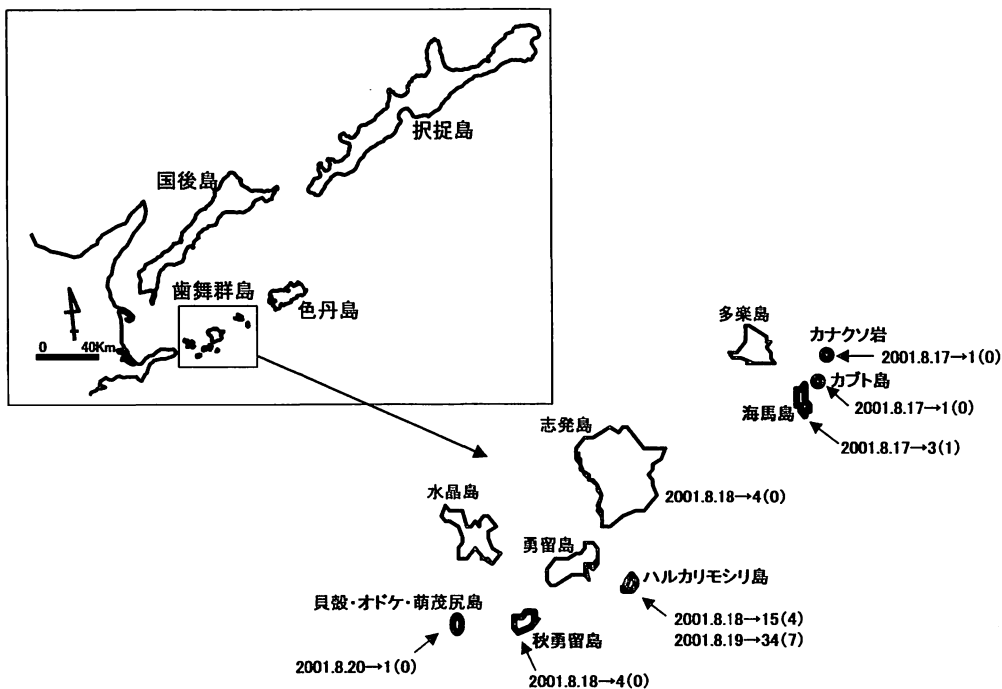 択捉島
国後島
歯舞群島
色丹島
0 40Km
多楽島
カナクソ岩
2001.8.17→1(0)
カブト島
2001.8.17→1(0)
海馬島
2001.8.17→3(1)
志発島
2001.8.18→4(0)
水晶島
勇留島
ハルカリモシリ島
2001.8.18→15(4)
2001.8.19→34(7)
貝殻・オドケ・萌茂尻島
2001.8.20→1(0)
秋勇留島
2001.8.18→4(0)